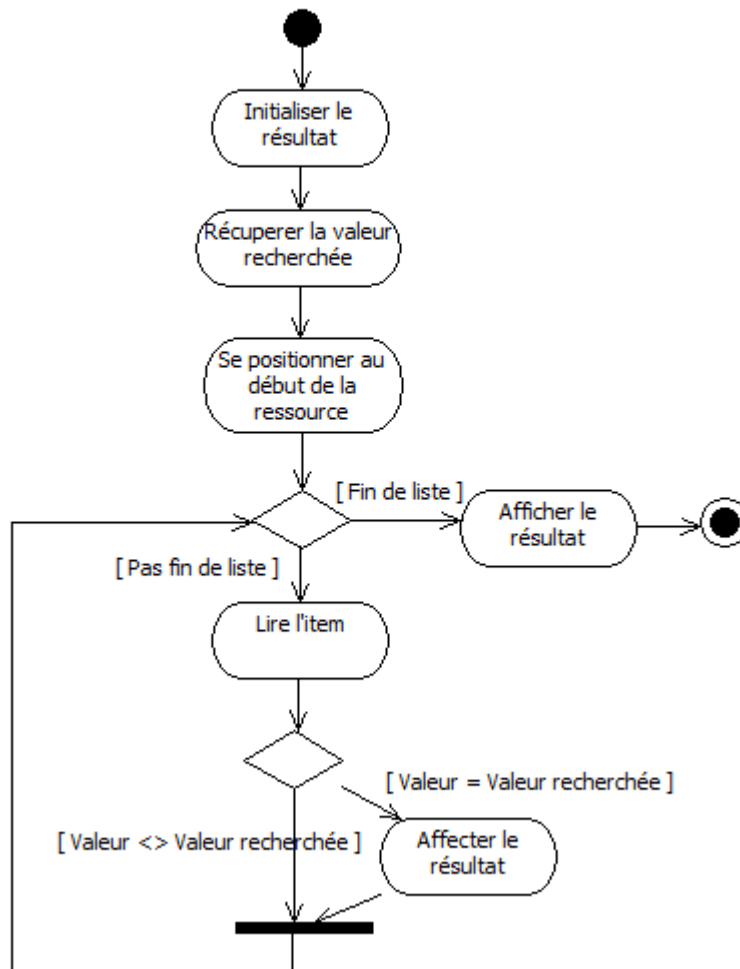 Initialiser le
résultat
Récuperer la valeur
recherchée
Se positionner au
début de la
ressource
[ Fin de liste ]
Afficher le
résultat
[ Pas fin de liste ]
Lire l'item
[ Valeur = Valeur recherchée ]
[ Valeur <> Valeur recherchée ]
Affecter le
résultat